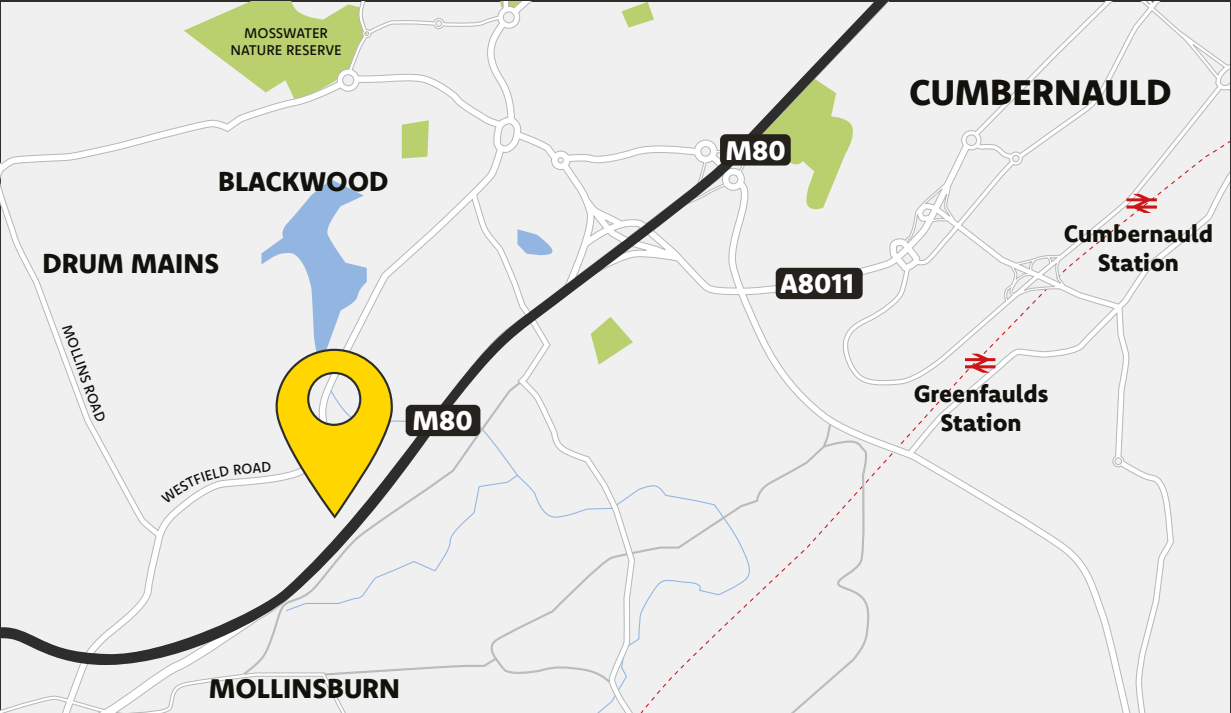 MOSSWATER
NATURE RESERVE
CUMBERNAULD
M80
BLACKWOOD
Cumbernauld
Station
DRUM MAINS
A8011
MOLLINS ROAD
Greenfaulds
Station
M80
WESTFIELD ROAD
MOLLINSBURN